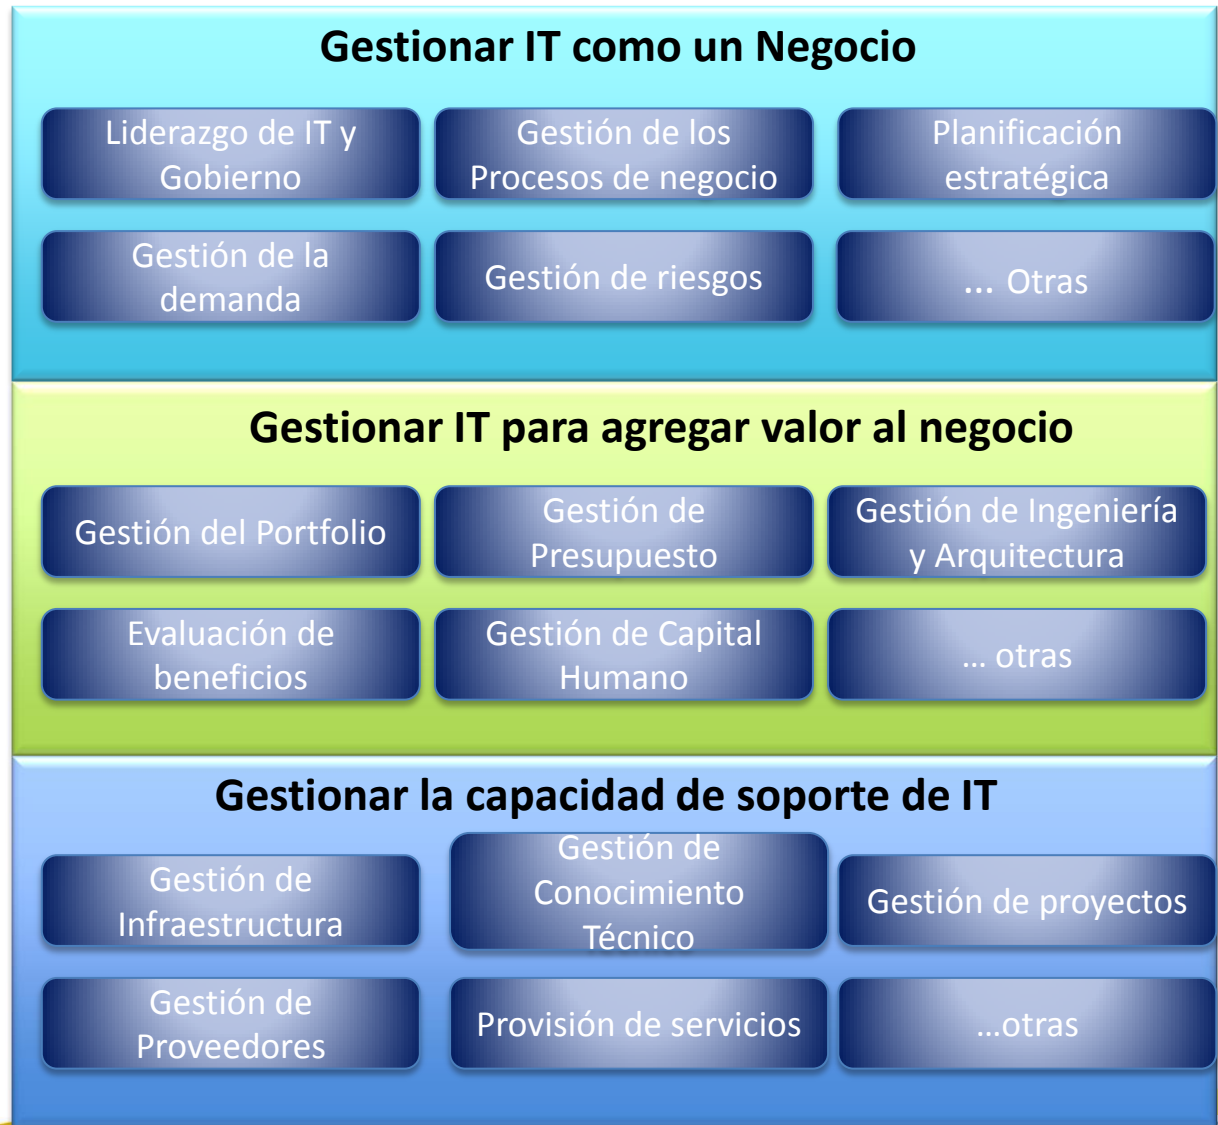 Gestionar IT como un Negocio
Liderazgo de IT y
Gobierno
Gestión de los
Procesos de negocio
Planificación
estratégica
Gestión de la
demanda
Gestión de riesgos
... Otras
Gestionar IT para agregar valor al negocio
Gestión del Portfolio
Gestión de
Presupuesto
Gestión de Ingeniería
y Arquitectura
Evaluación de
beneficios
Gestión de Capital
Humano
... otras
Gestionar la capacidad de soporte de IT
Gestión de
Infraestructura
Gestión de
Conocimiento
Técnico
Gestión de proyectos
Gestión de
Proveedores
Provisión de servicios
...otras